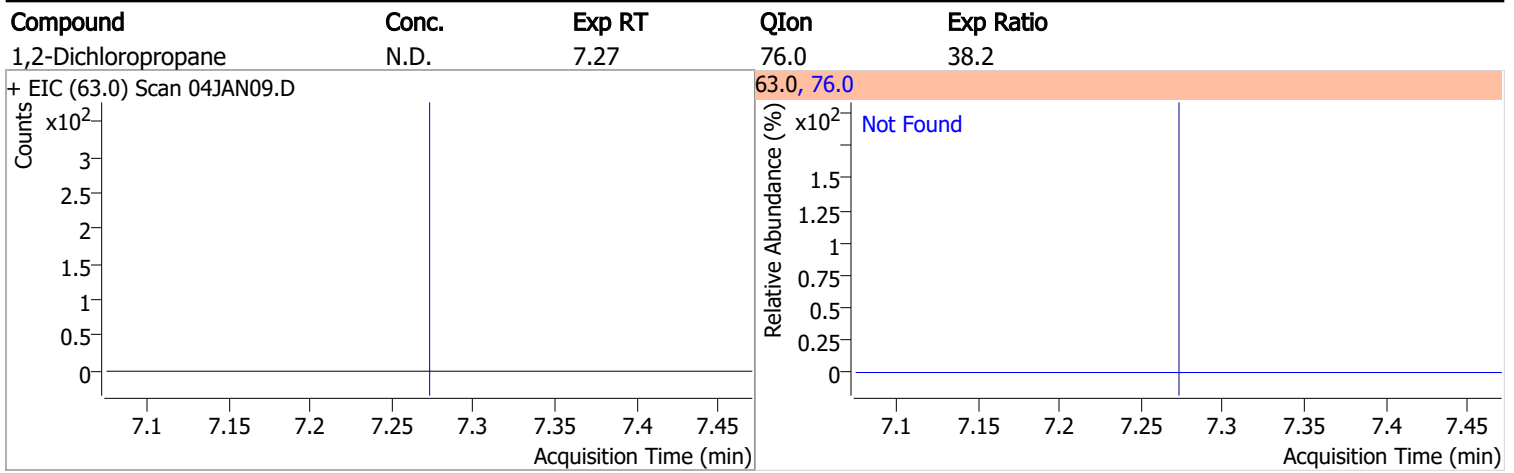 Compound Conc. Exp RT QIon Exp Ratio
1,2-Dichloropropane N.D. 7.27 76.0 38.2
+ EIC (63.0) Scan 04JAN09.D
Counts
x10²
3
2.5
2
1.5
1
0.5
0
7.1 7.15 7.2 7.25 7.3 7.35 7.4 7.45
Acquisition Time (min)
63.0, 76.0
Relative Abundance (%)
x10²
Not Found
1.5
1.25
1
0.75
0.5
0.25
0
7.1 7.15 7.2 7.25 7.3 7.35 7.4 7.45
Acquisition Time (min)